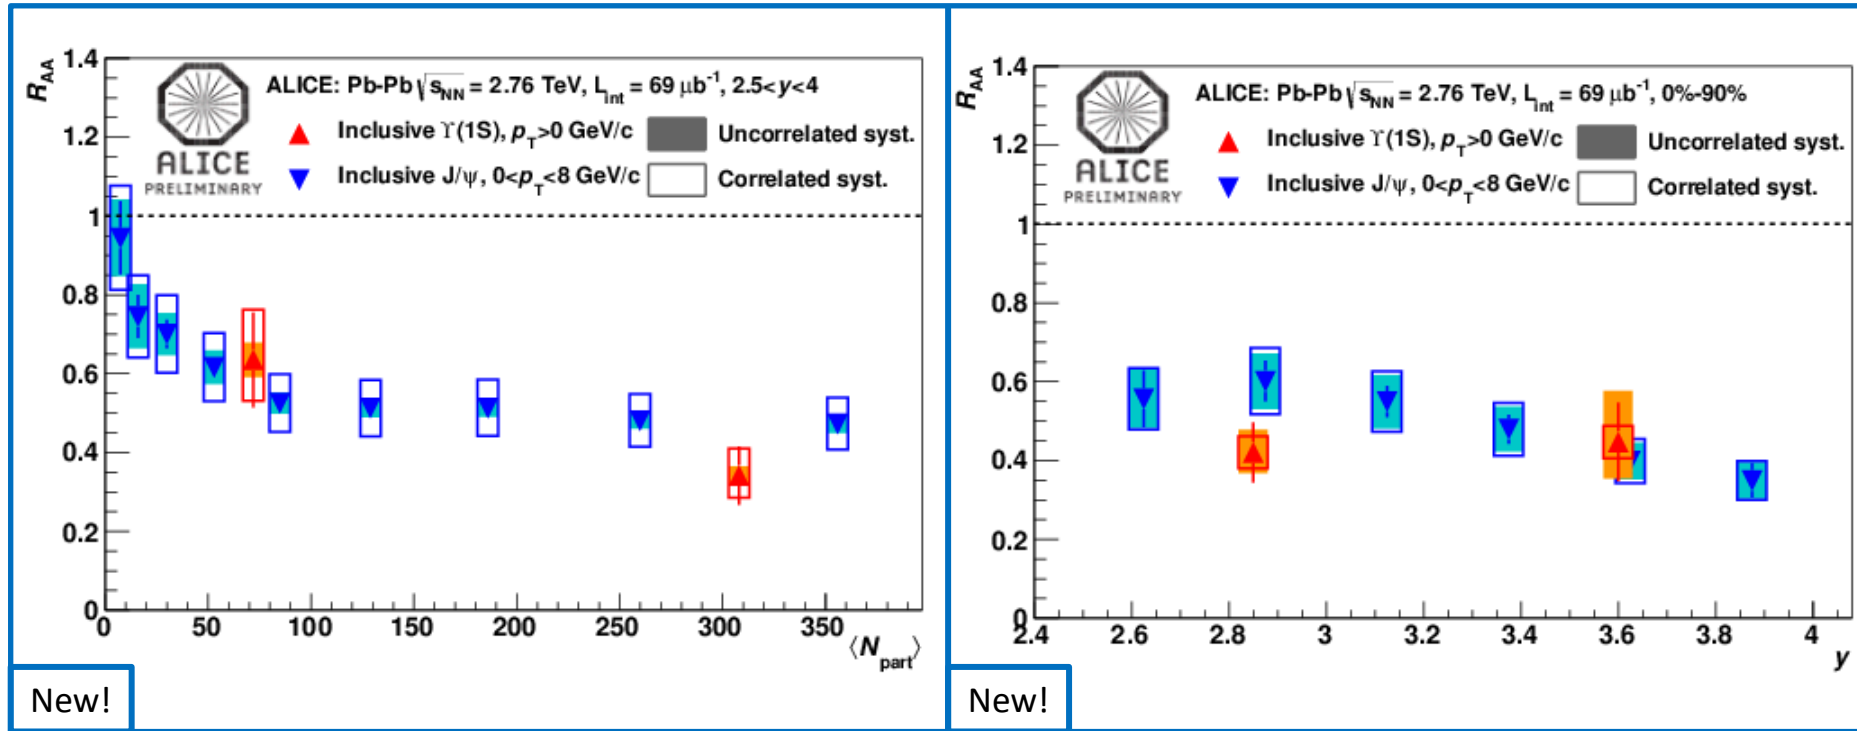 1.4
1.2
1
0.8
0.6
0.4
0.2
0
R_AA
ALICE
PRELIMINARY
ALICE: Pb-Pb √s_NN = 2.76 TeV, L_int = 69 μb⁻¹, 2.5<y<4
Inclusive ϒ(1S), p_T>0 GeV/c
Uncorrelated syst.
Inclusive J/ψ, 0<p_T<8 GeV/c
Correlated syst.
0 50 100 150 200 250 300 350
⟨N_part⟩
New!
1.4
1.2
1
0.8
0.6
0.4
0.2
0
R_AA
ALICE
PRELIMINARY
ALICE: Pb-Pb √s_NN = 2.76 TeV, L_int = 69 μb⁻¹, 0%-90%
Inclusive ϒ(1S), p_T>0 GeV/c
Uncorrelated syst.
Inclusive J/ψ, 0<p_T<8 GeV/c
Correlated syst.
2.4 2.6 2.8 3 3.2 3.4 3.6 3.8 4
y
New!